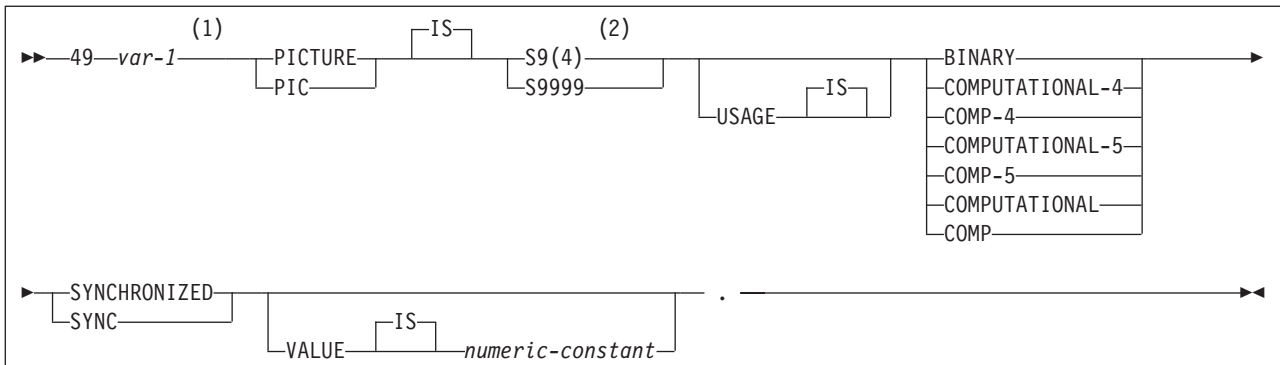 (1) IS (2)
49 var-1 PICTURE S9(4) BINARY
PIC S9999 IS COMPUTATIONAL-4
USAGE COMP-4
COMPUTATIONAL-5
COMP-5
COMPUTATIONAL
COMP
SYNCHRONIZED .
SYNC IS
VALUE numeric-constant